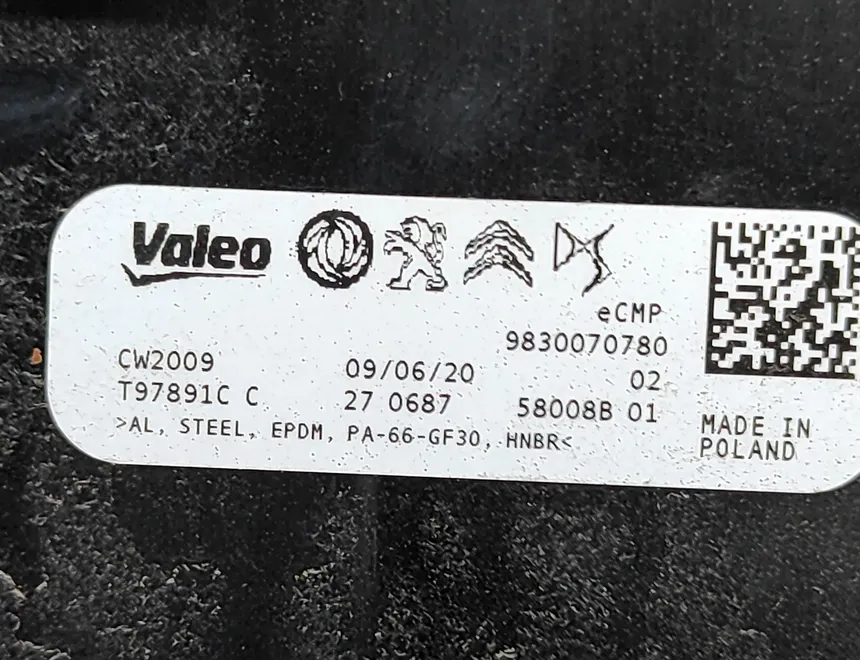 Valeo
DS
eCMP
9830070780
CW2009 09/06/20 02
T97891C C 27 0687 58008B 01
>AL, STEEL, EPDM, PA-66-GF30, HNBR<
MADE IN
POLAND